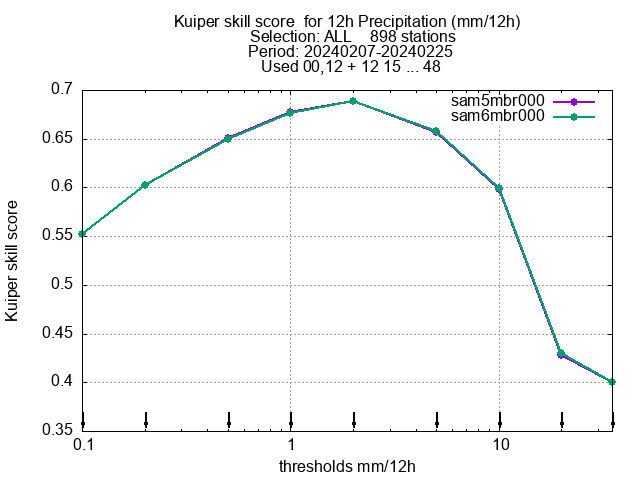 Kuiper skill score  for 12h Precipitation (mm/12h)
Selection: ALL    898 stations
Period: 20240207-20240225
Used 00,12 + 12 15 ... 48
sam5mbr000
sam6mbr000
0.7
0.65
0.6
0.55
0.5
0.45
0.4
0.35
Kuiper skill score
0.1
1
10
thresholds mm/12h